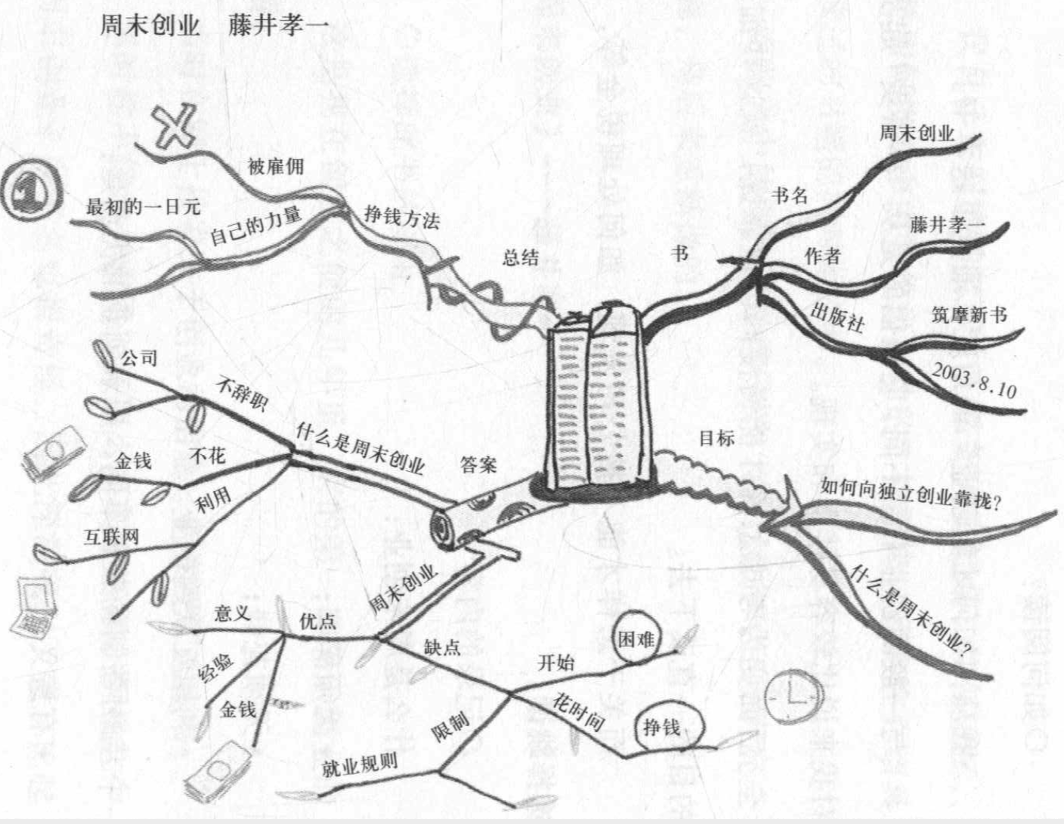 周末创业 藤井孝一
被雇佣
最初的一日元
自己的力量
挣钱方法
总结
1
书
书名
周末创业
作者
藤井孝一
出版社
筑摩新书
2003.8.10
目标
如何向独立创业靠拢?
什么是周末创业?
答案
什么是周末创业
不辞职
公司
不花
金钱
利用
互联网
周末创业
优点
意义
经验
金钱
缺点
开始
困难
花时间
挣钱
限制
就业规则